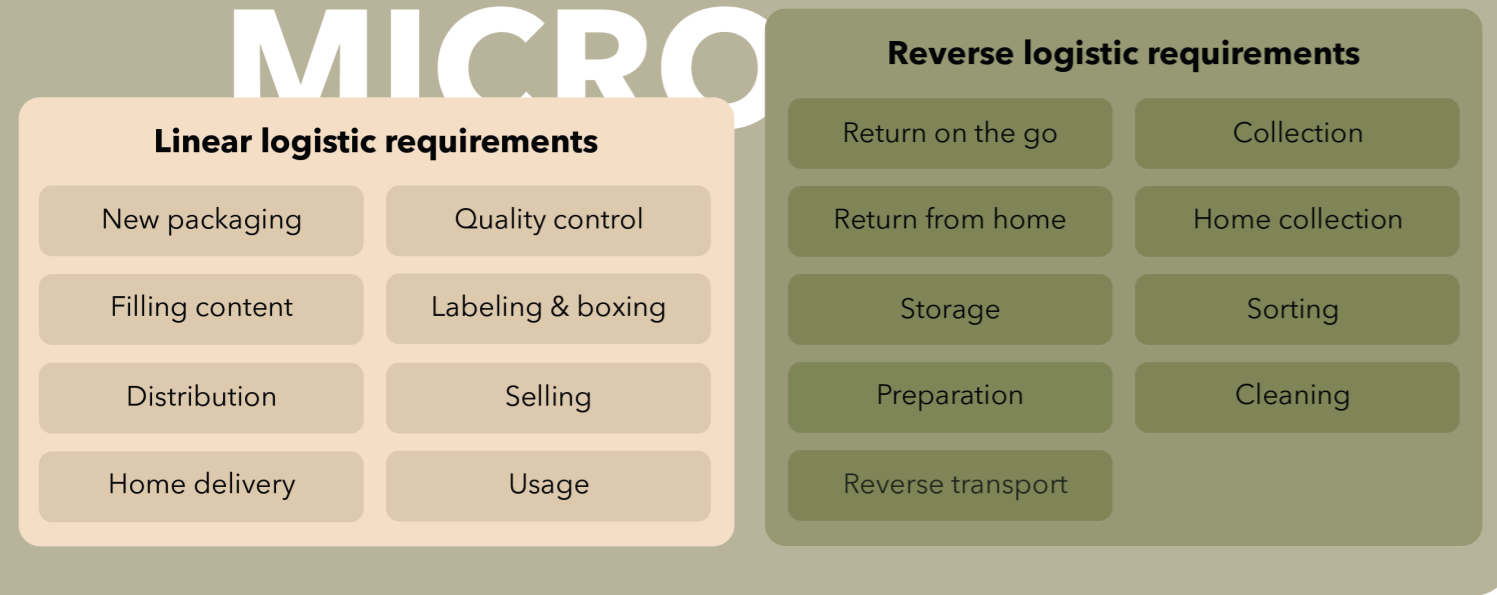 MICRO
Linear logistic requirements
New packaging
Quality control
Filling content
Labeling & boxing
Distribution
Selling
Home delivery
Usage
Reverse logistic requirements
Return on the go
Collection
Return from home
Home collection
Storage
Sorting
Preparation
Cleaning
Reverse transport